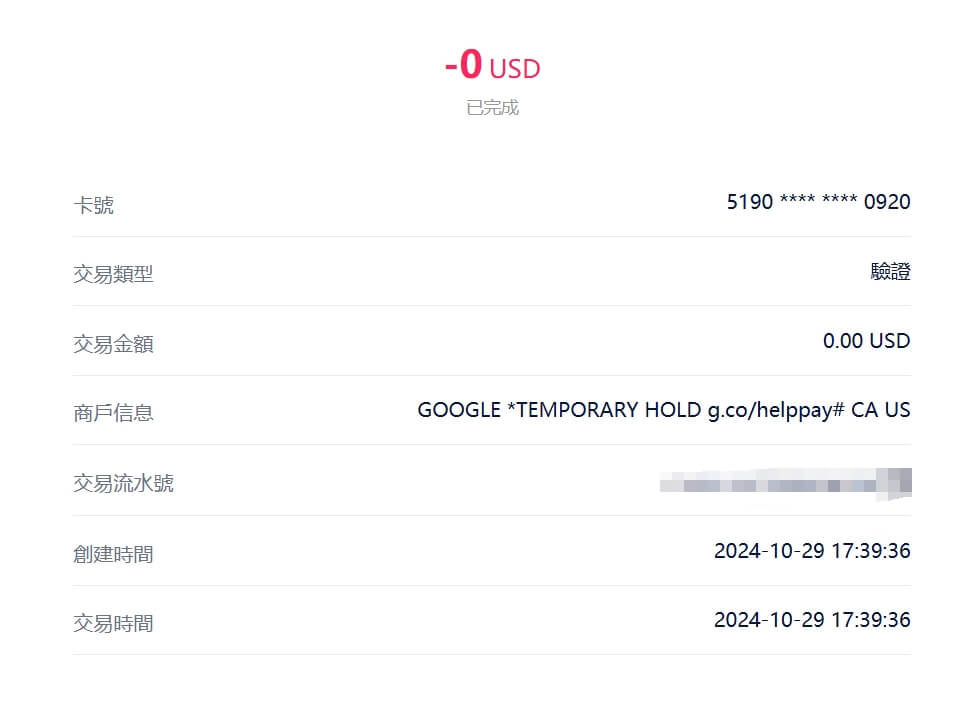 -0 USD
已完成
卡號 5190 **** **** 0920
交易類型 驗證
交易金額 0.00 USD
商戶信息 GOOGLE *TEMPORARY HOLD g.co/helppay# CA US
交易流水號
創建時間 2024-10-29 17:39:36
交易時間 2024-10-29 17:39:36